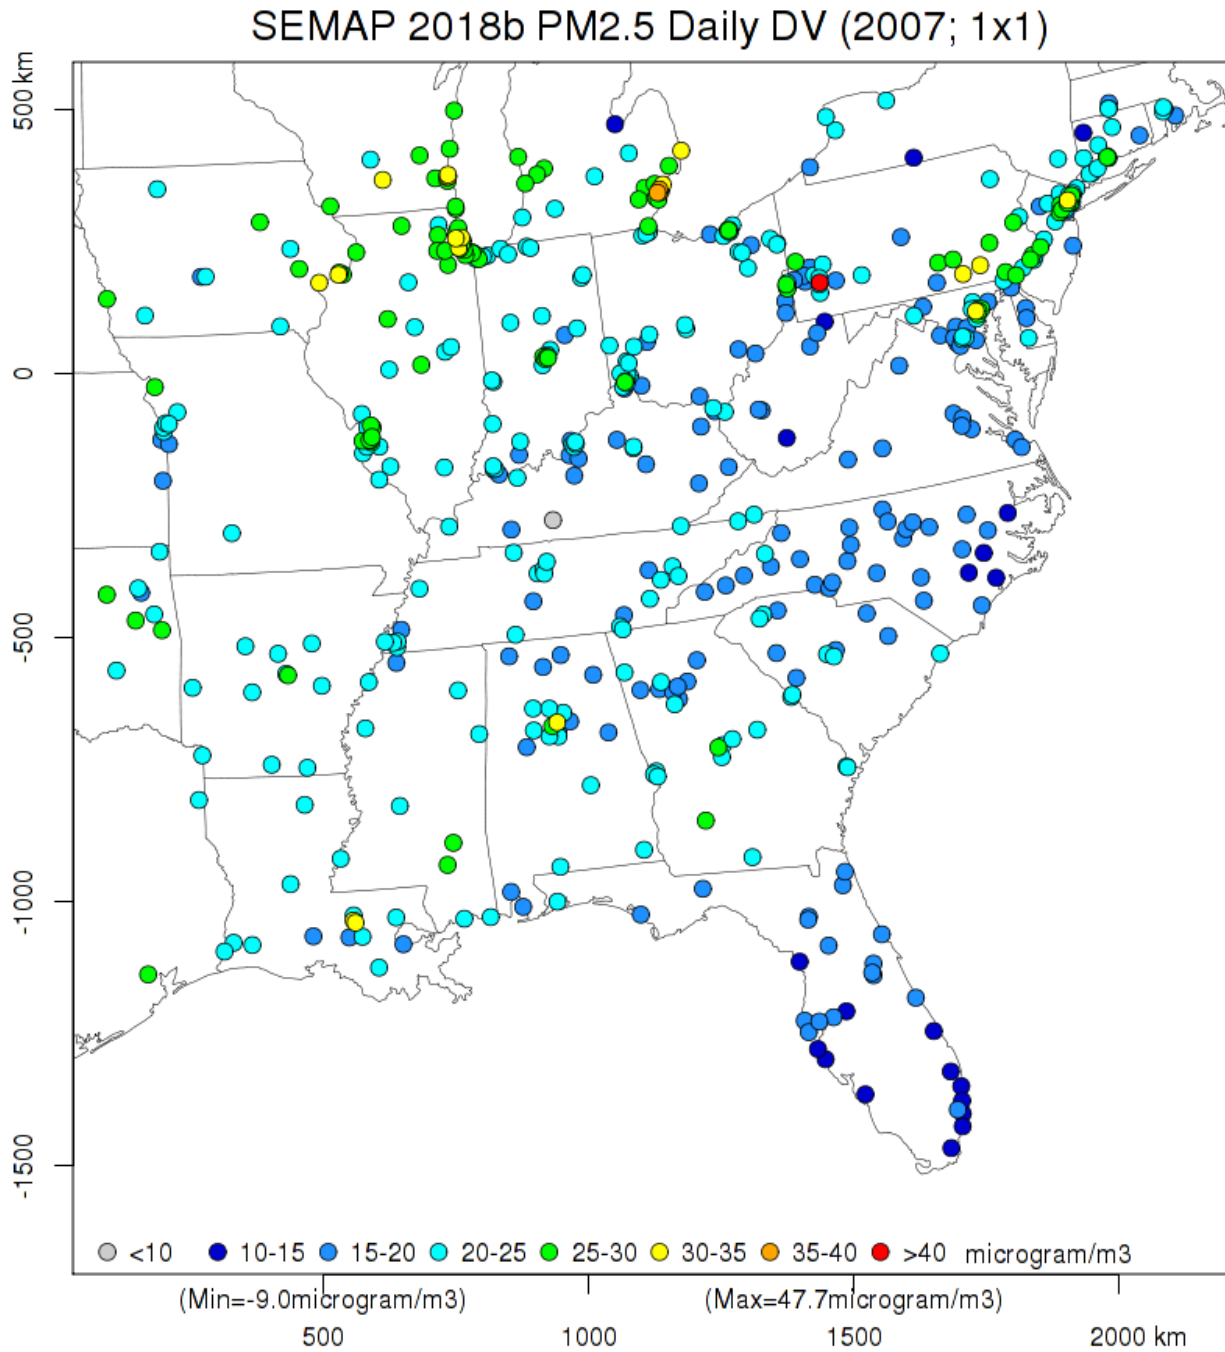 SEMAP 2018b PM2.5 Daily DV (2007; 1x1)
500 km
0
-500
-1000
-1500
<10 10-15 15-20 20-25 25-30 30-35 35-40 >40 microgram/m3
(Min=-9.0microgram/m3) (Max=47.7microgram/m3)
500 1000 1500 2000 km